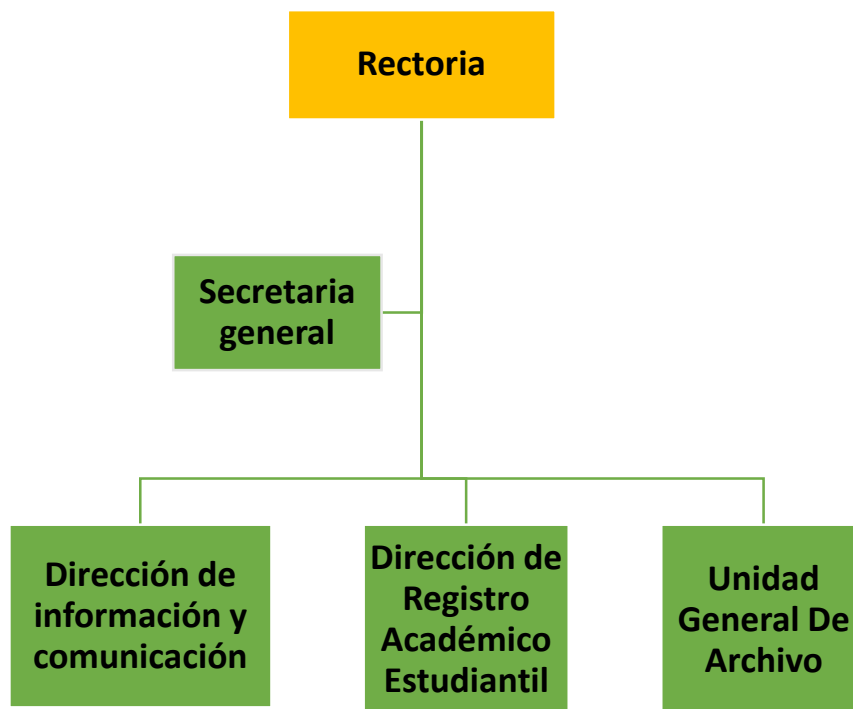 Rectoria
Secretaria
general
Dirección de
información y
comunicación
Dirección de
Registro
Académico
Estudiantil
Unidad
General De
Archivo